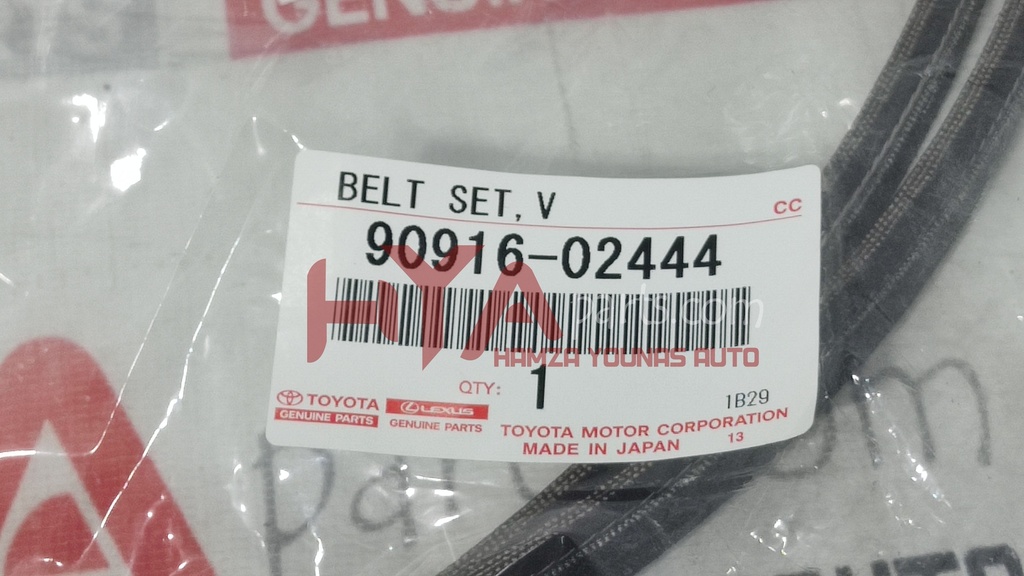 GENUIN
BELT SET, V
CC
90916-02444
HYA parts.com
HAMZA YOUNAS AUTO
QTY: 1
1B29
TOYOTA
GENUINE PARTS
LEXUS
GENUINE PARTS
TOYOTA MOTOR CORPORATION
MADE IN JAPAN 13